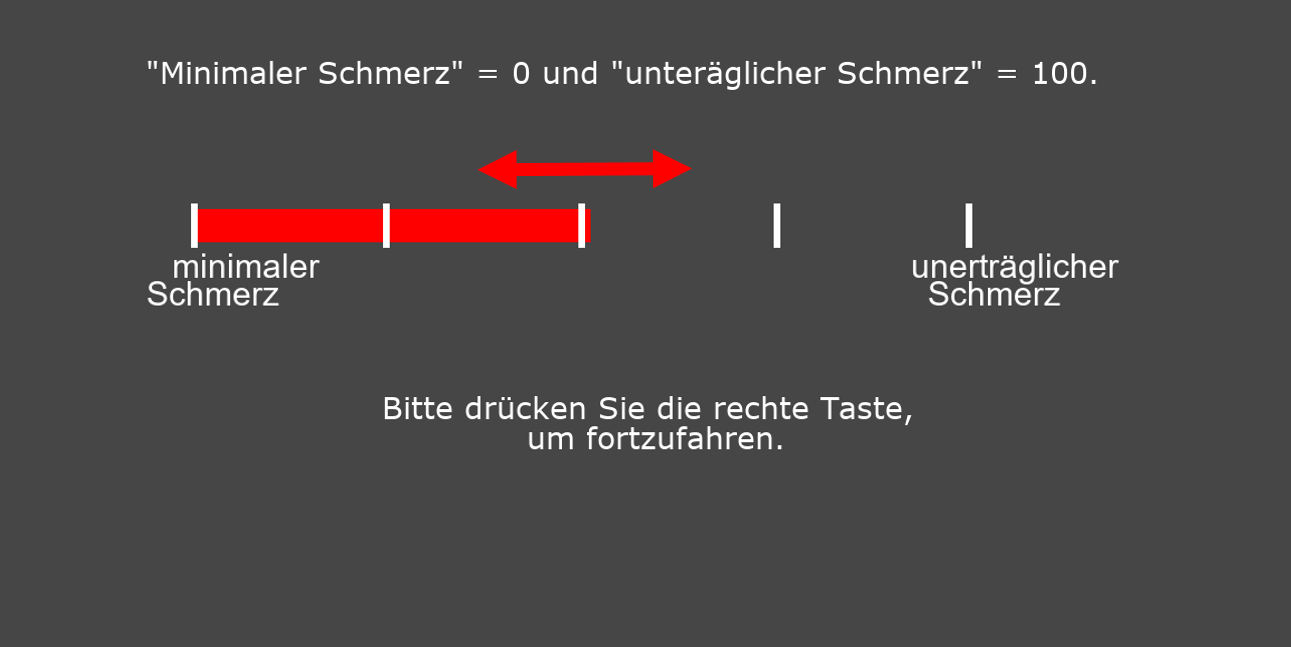 "Minimaler Schmerz" = 0 und "unteräglicher Schmerz" = 100.
minimaler
Schmerz
unerträglicher
Schmerz
Bitte drücken Sie die rechte Taste,
um fortzufahren.